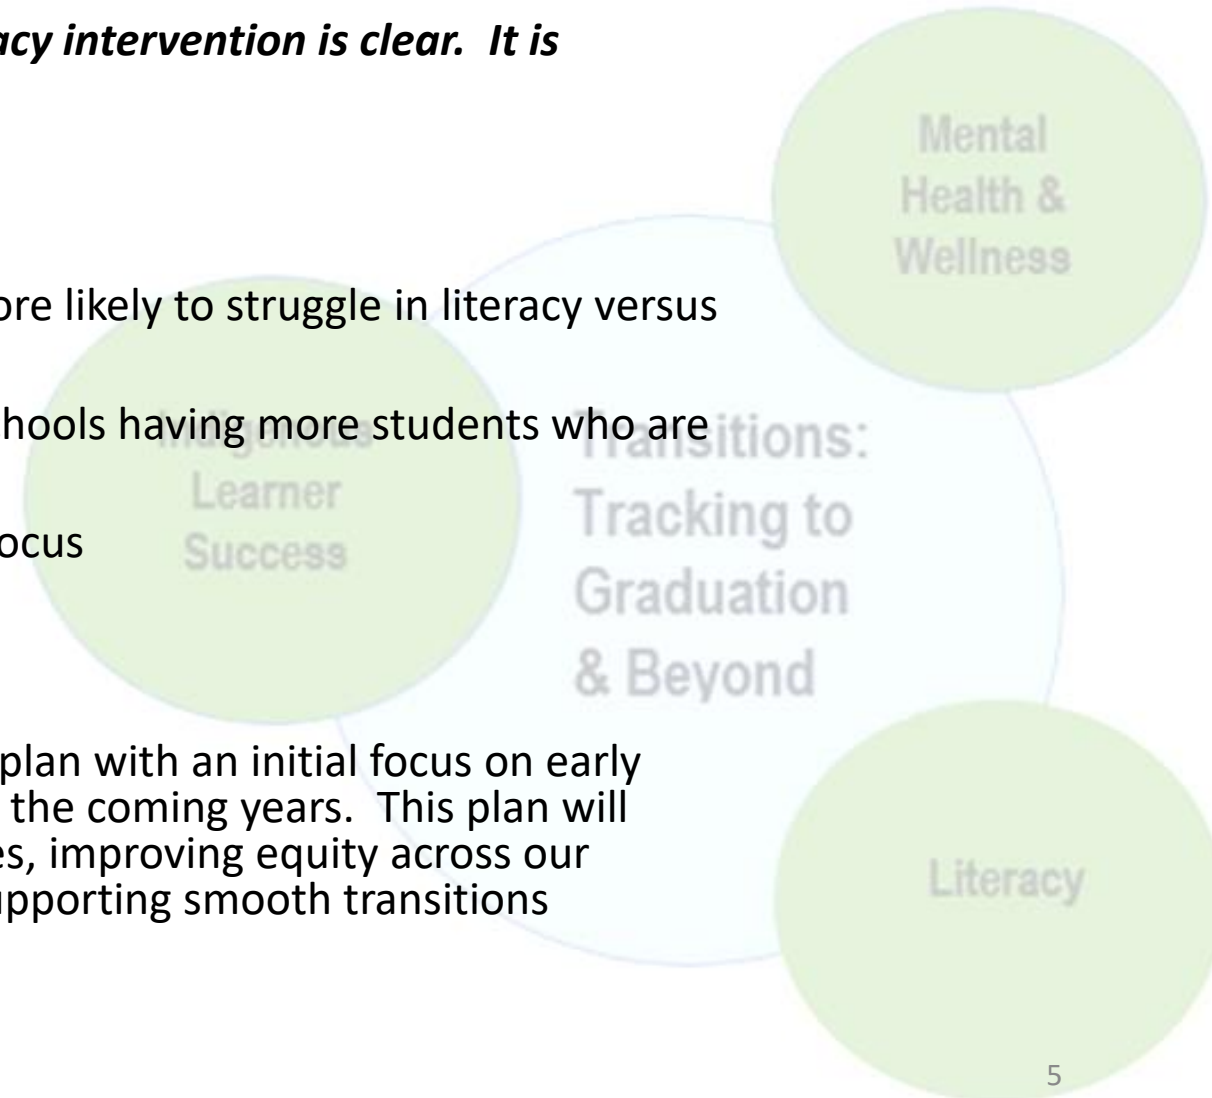 acy intervention is clear.  It is
Mental
Health &
Wellness
ore likely to struggle in literacy versus
hools having more students who are
Indigenous
Learner
Success
ocus
Transitions:
Tracking to
Graduation
& Beyond
plan with an initial focus on early
the coming years.  This plan will
es, improving equity across our
upporting smooth transitions
Literacy
5